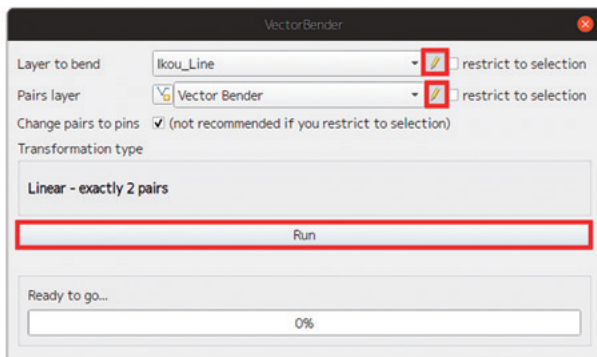 VectorBender
Layer to bend Ikou_Line restrict to selection
Pairs layer Vector Bender restrict to selection
Change pairs to pins (not recommended if you restrict to selection)
Transformation type
Linear - exactly 2 pairs
Run
Ready to go...
0%